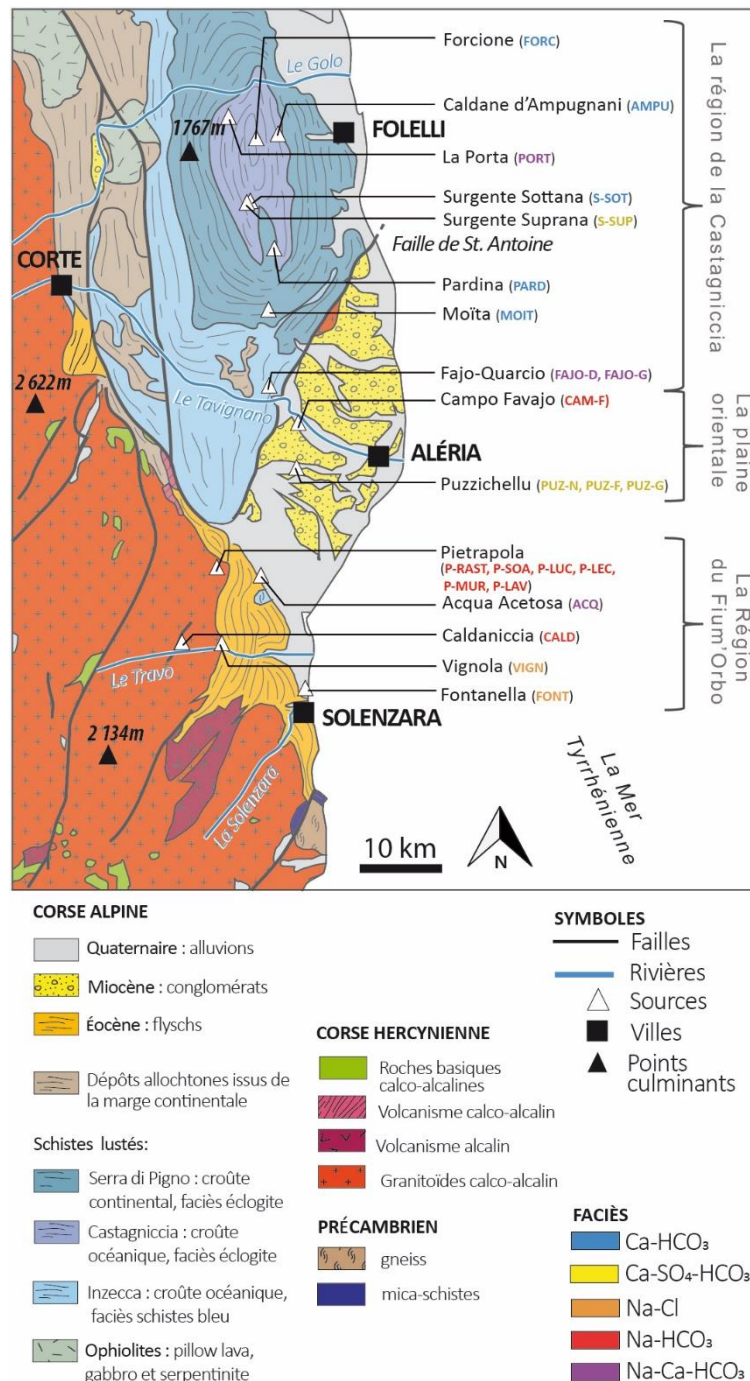 Forcione (FORC)
Le Golo
Caldane d'Ampugnani (AMPU)
1767m
FOLELLI
La Porta (PORT)
Surgente Sottana (S-SOT)
Surgente Suprana (S-SUP)
Faille de St. Antoine
CORTE
Pardina (PARD)
Moïta (MOIT)
La région de la Castagniccia
2 622m
Le Tavignano
Fajo-Quarcio (FAJO-D, FAJO-G)
Campo Favajo (CAM-F)
ALÉRIA
Puzzichellu (PUZ-N, PUZ-F, PUZ-G)
La plaine
orientale
Pietrapola
(P-RAST, P-SOA, P-LUC, P-LEC,
P-MUR, P-LAV)
Acqua Acetosa (ACQ)
Caldaniccia (CALD)
Le Travo
Vignola (VIGN)
Fontanella (FONT)
La Région
du Fium'Orbo
SOLENZARA
2 134m
La Solenzara
La Mer
Tyrrhénienne
10 km
N
CORSE ALPINE
Quaternaire : alluvions
Miocène : conglomérats
Éocène : flyschs
Dépôts allochtones issus de
la marge continentale
Schistes lustés:
Serra di Pigno : croûte
continental, faciès éclogite
Castagniccia : croûte
océanique, faciès éclogite
Inzecca : croûte océanique,
faciès schistes bleu
Ophiolites : pillow lava,
gabbro et serpentinite
CORSE HERCYNIENNE
Roches basiques
calco-alcalines
Volcanisme calco-alcalin
Volcanisme alcalin
Granitoïdes calco-alcalin
PRÉCAMBRIEN
gneiss
mica-schistes
SYMBOLES
Failles
Rivières
Sources
Villes
Points
culminants
FACIÈS
Ca-HCO₃
Ca-SO₄-HCO₃
Na-Cl
Na-HCO₃
Na-Ca-HCO₃